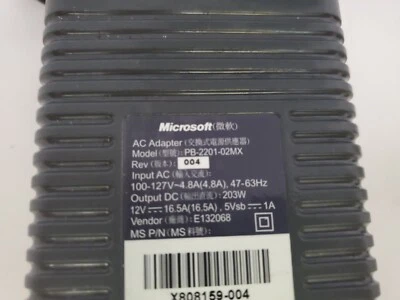 Microsoft(微軟)
AC Adapter (交換式電源供應器)
Model (型號): PB-2201-02MX
Rev (版本): 004
Input AC (輸入交流):
100-127V~4.8A(4.8A), 47-63Hz
Output DC (輸出直流): 203W
12V⎓16.5A(16.5A), 5Vsb⎓1A
Vendor (廠商): E132068
MS P/N (MS 料號):
X808159-004